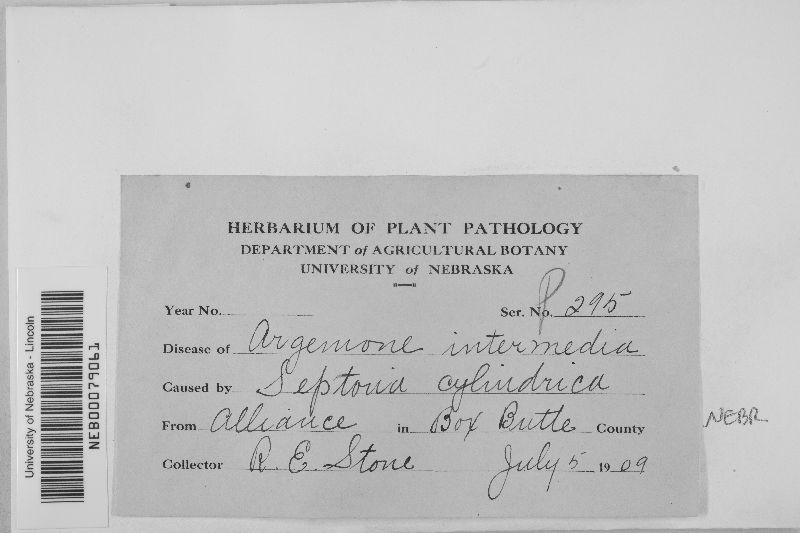 HERBARIUM OF PLANT PATHOLOGY
DEPARTMENT of AGRICULTURAL BOTANY
UNIVERSITY of NEBRASKA
Year No. Ser. No. P 295
Disease of Argemone intermedia
Caused by Septoria cylindrica
From Alliance in Box Butte County
Collector R. E. Stone July 5 1909
NEBR
University of Nebraska - Lincoln
NEB00079061